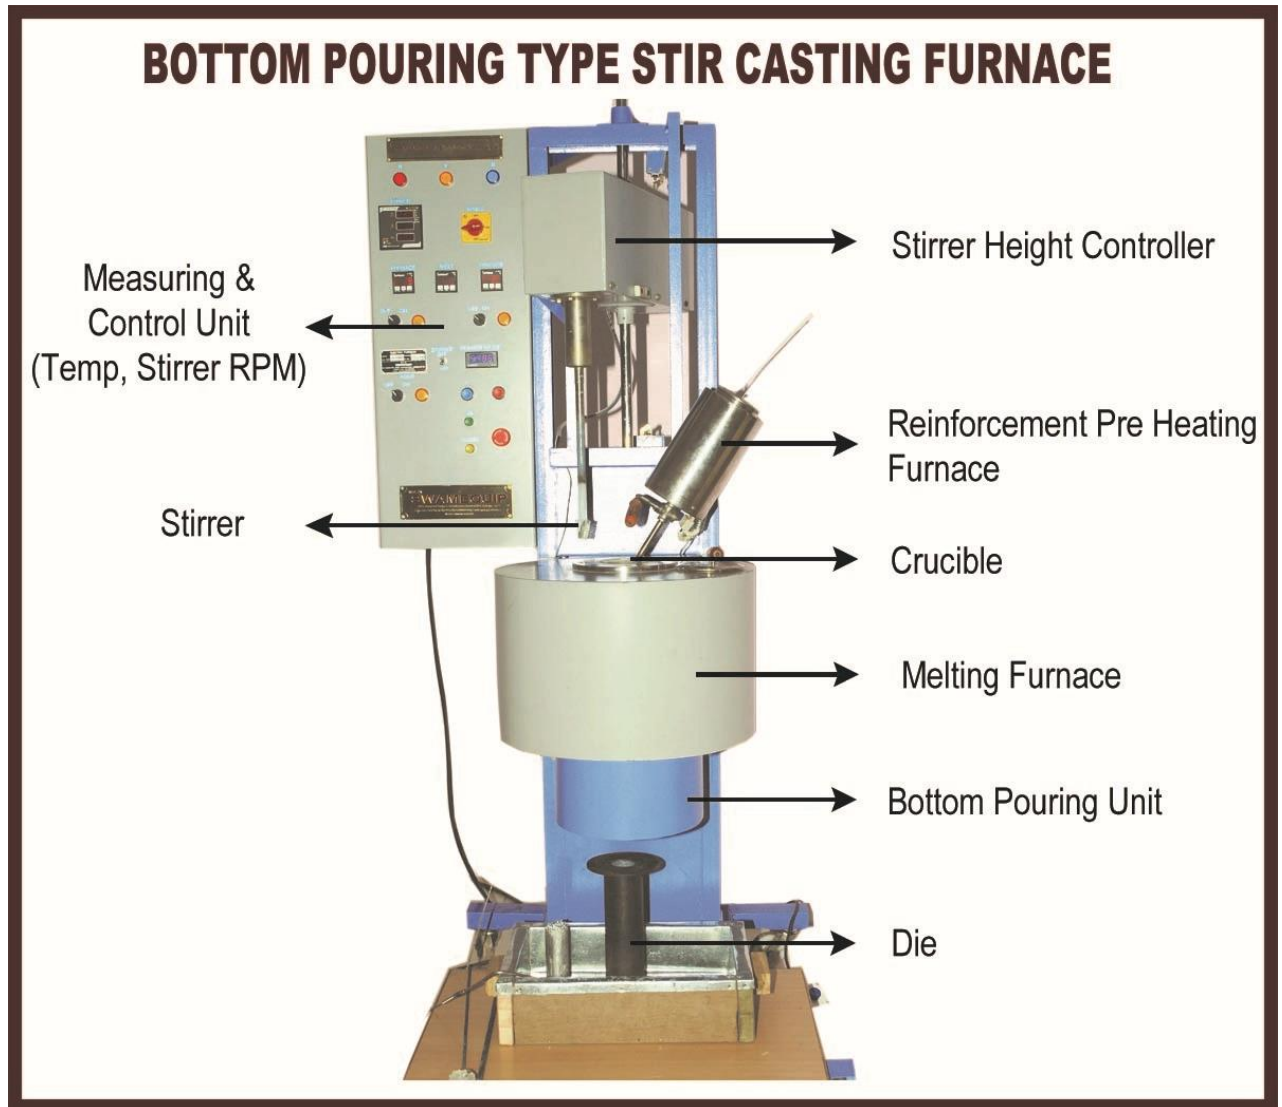 BOTTOM POURING TYPE STIR CASTING FURNACE
Stirrer Height Controller
Measuring &
Control Unit
(Temp, Stirrer RPM)
Reinforcement Pre Heating
Furnace
SWAMEQUIP
Stirrer
Crucible
Melting Furnace
Bottom Pouring Unit
Die